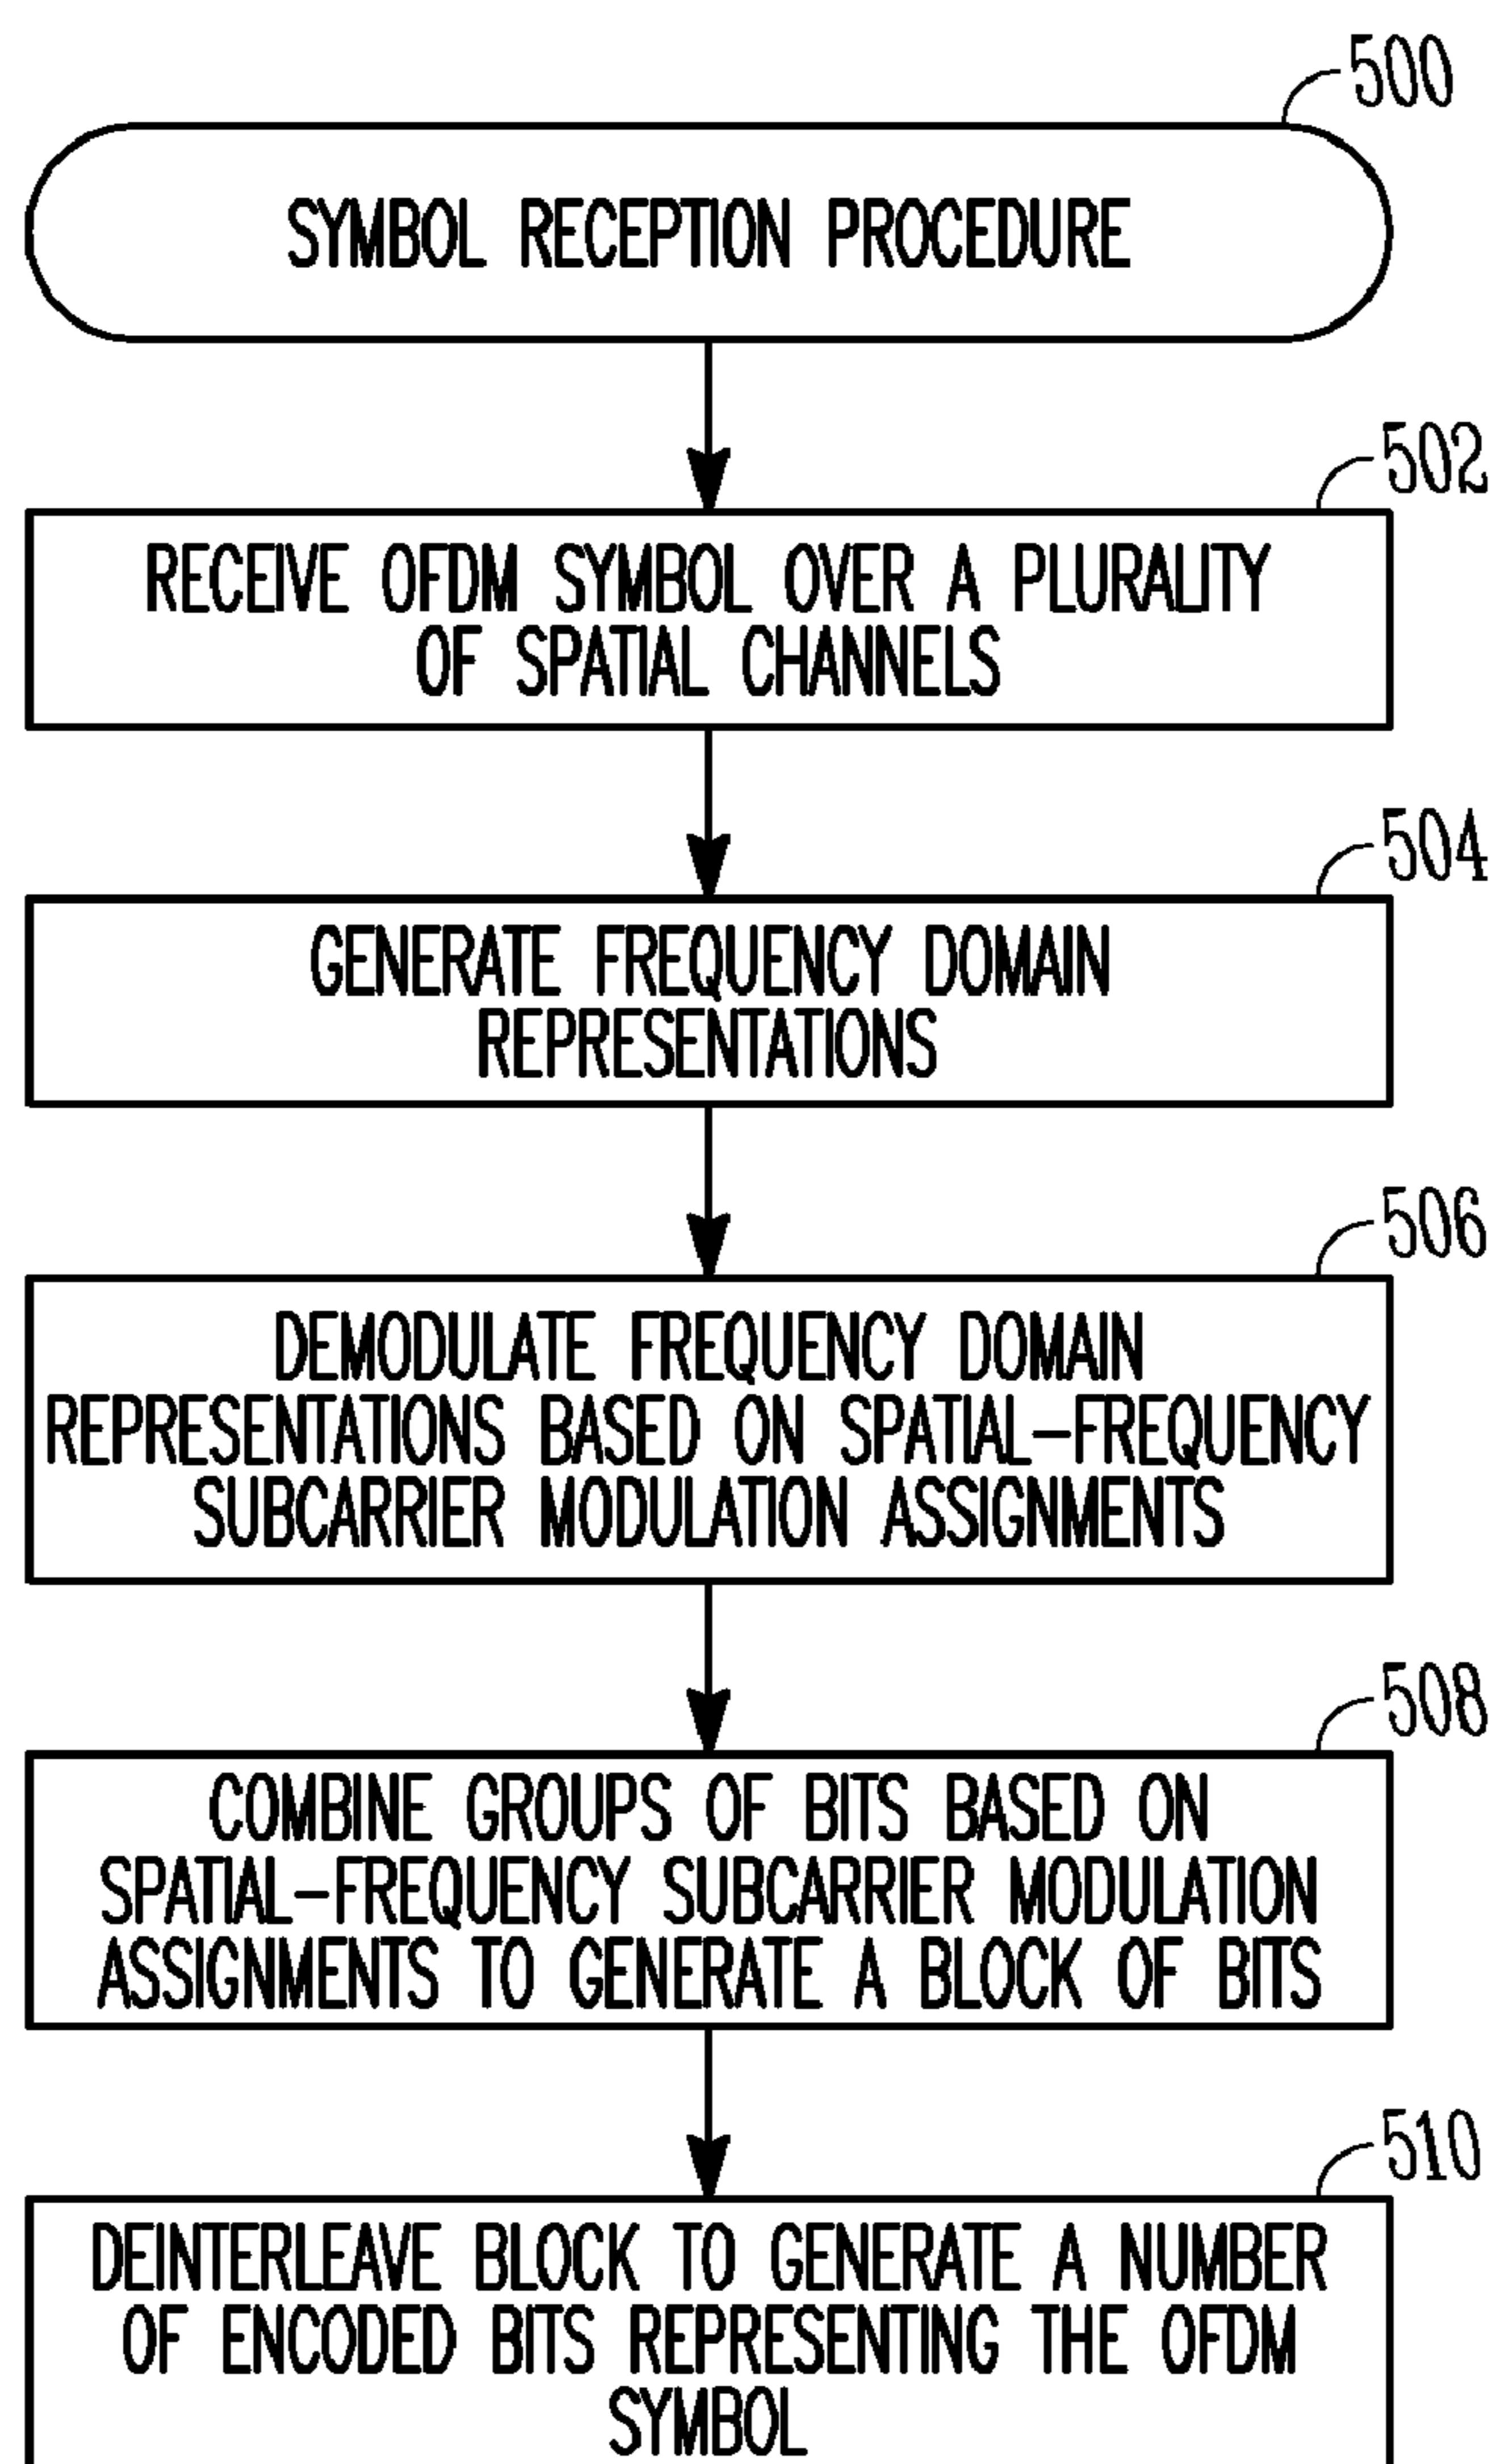 500
SYMBOL RECEPTION PROCEDURE
502
RECEIVE OFDM SYMBOL OVER A PLURALITY
OF SPATIAL CHANNELS
504
GENERATE FREQUENCY DOMAIN
REPRESENTATIONS
506
DEMODULATE FREQUENCY DOMAIN
REPRESENTATIONS BASED ON SPATIAL-FREQUENCY
SUBCARRIER MODULATION ASSIGNMENTS
508
COMBINE GROUPS OF BITS BASED ON
SPATIAL-FREQUENCY SUBCARRIER MODULATION
ASSIGNMENTS TO GENERATE A BLOCK OF BITS
510
DEINTERLEAVE BLOCK TO GENERATE A NUMBER
OF ENCODED BITS REPRESENTING THE OFDM
SYMBOL